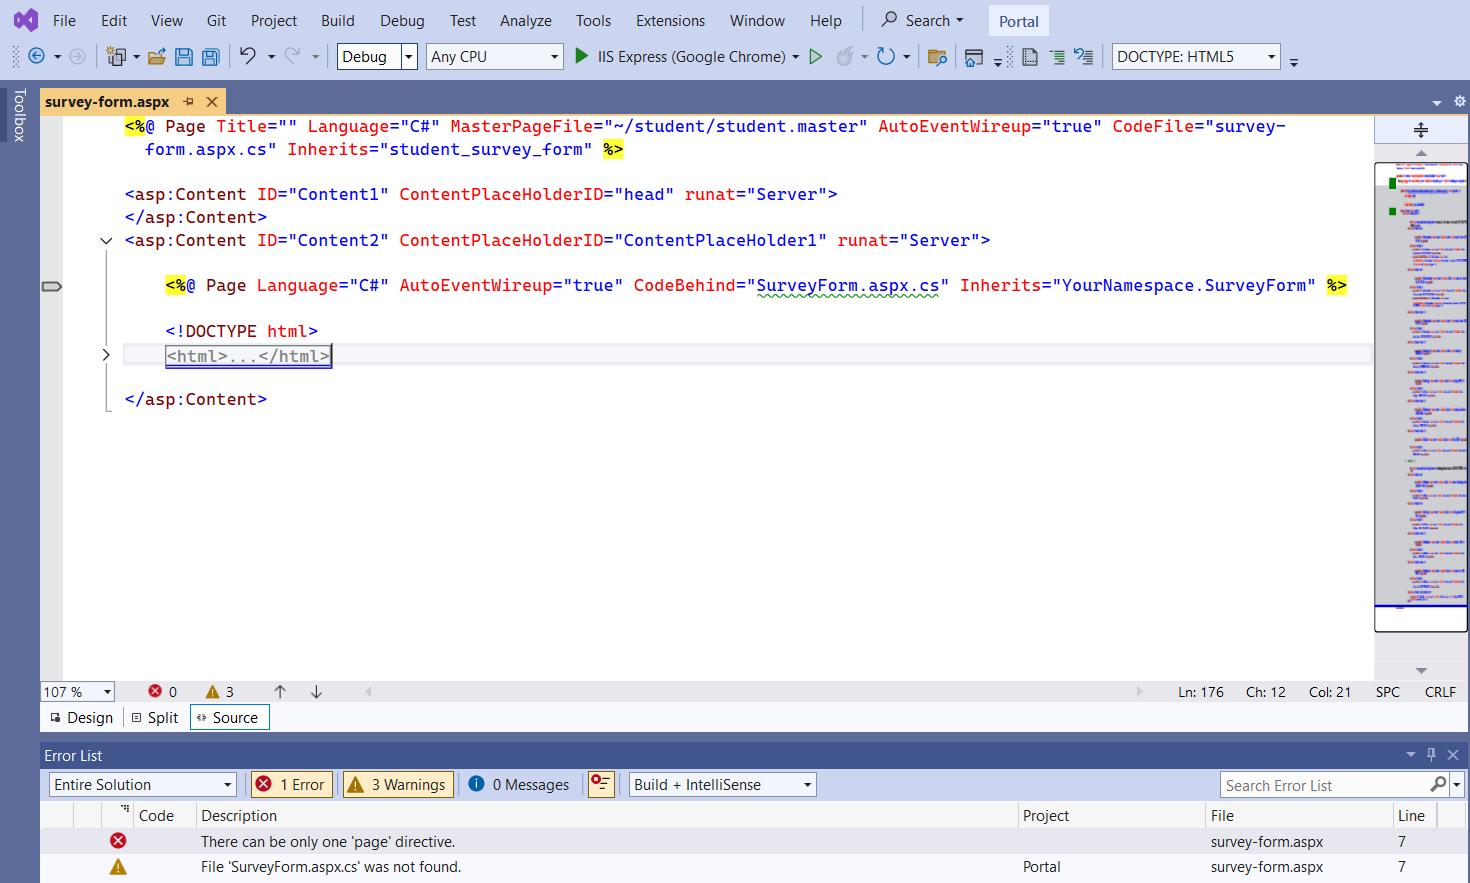 File Edit View Git Project Build Debug Test Analyze Tools Extensions Window Help Search Portal
Debug Any CPU IIS Express (Google Chrome) DOCTYPE: HTML5
Toolbox
survey-form.aspx
<%@ Page Title="" Language="C#" MasterPageFile="~/student/student.master" AutoEventWireup="true" CodeFile="survey-
form.aspx.cs" Inherits="student_survey_form" %>
<asp:Content ID="Content1" ContentPlaceHolderID="head" runat="Server">
</asp:Content>
<asp:Content ID="Content2" ContentPlaceHolderID="ContentPlaceHolder1" runat="Server">
<%@ Page Language="C#" AutoEventWireup="true" CodeBehind="SurveyForm.aspx.cs" Inherits="YourNamespace.SurveyForm" %>
<!DOCTYPE html>
<html>...</html>
</asp:Content>
107 % 0 3 Ln: 176 Ch: 12 Col: 21 SPC CRLF
Design Split Source
Error List
Entire Solution 1 Error 3 Warnings 0 Messages Build + IntelliSense Search Error List
Code Description Project File Line
There can be only one 'page' directive. survey-form.aspx 7
File 'SurveyForm.aspx.cs' was not found. Portal survey-form.aspx 7